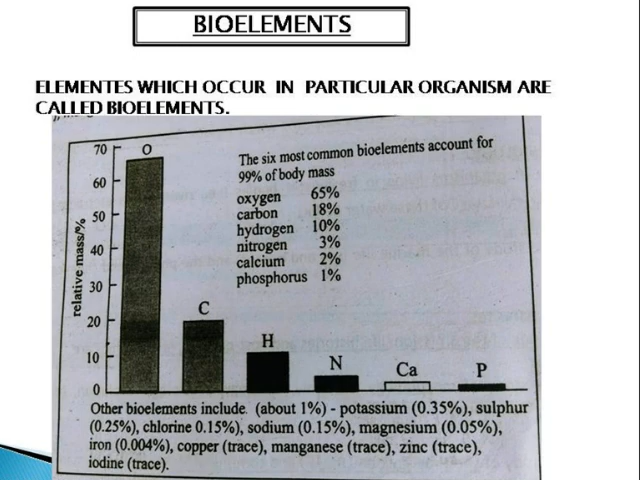 BIOELEMENTS
ELEMENTES WHICH OCCUR IN PARTICULAR ORGANISM ARE
CALLED BIOELEMENTS.
The six most common bioelements account for
99% of body mass
oxygen 65%
carbon 18%
hydrogen 10%
nitrogen 3%
calcium 2%
phosphorus 1%
relative mass/%
70
60
50
40
30
20
10
0
O
C
H
N
Ca
P
Other bioelements include. (about 1%) - potassium (0.35%), sulphur
(0.25%), chlorine 0.15%), sodium (0.15%), magnesium (0.05%),
iron (0.004%), copper (trace), manganese (trace), zinc (trace),
iodine (trace).